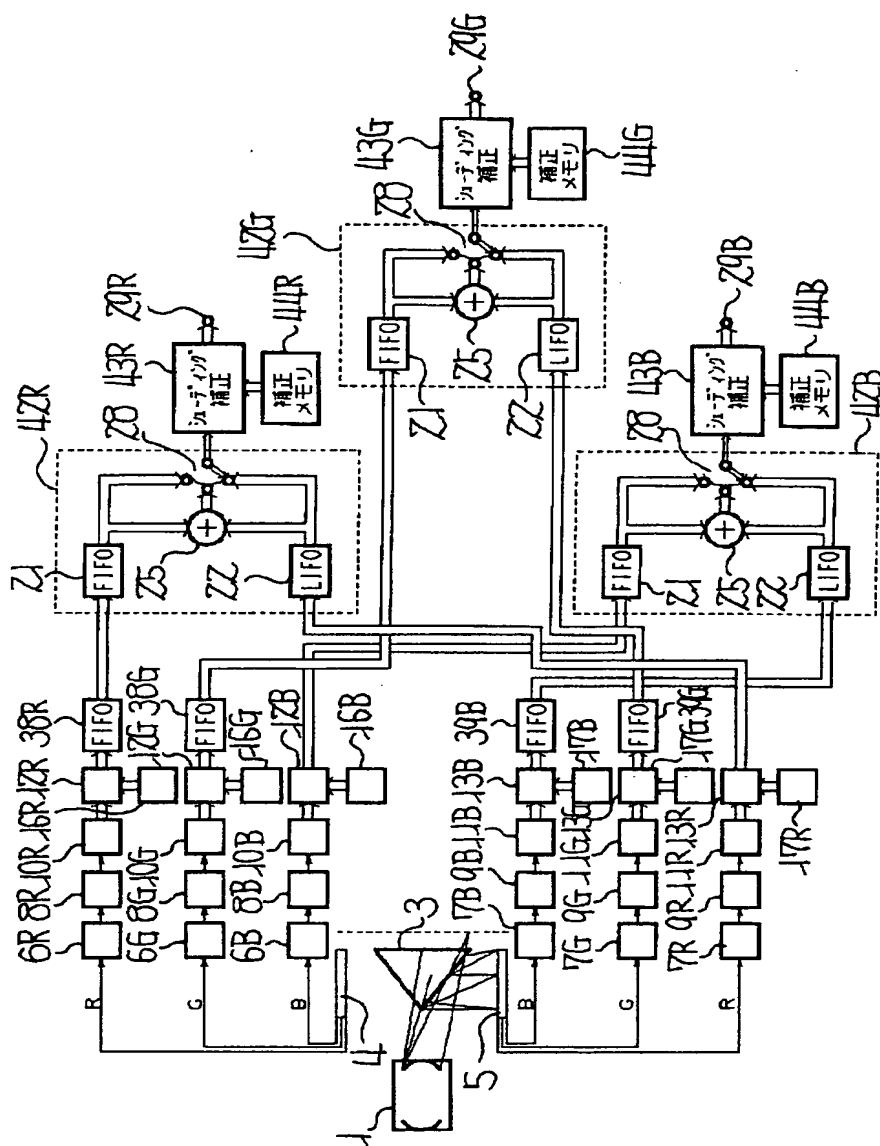 29G
43G
シェーディング
補正
補正
メモリ
44G
42G
28
FIFO
21
25
LIFO
22
29R
43R
シェーディング
補正
補正
メモリ
44R
42R
28
21
FIFO
25
22
LIFO
29B
43B
シェーディング
補正
補正
メモリ
44B
42B
28
FIFO
21
25
LIFO
22
FIFO
38R
12R
16R
10R
8R
6R
R
FIFO
38G
12G
16G
10G
8G
6G
G
12B
16B
10B
8B
6B
B
FIFO
39B
13B
17B
11B
9B
7B
B
FIFO
39G
17G
13G
11G
9G
7G
G
13R
17R
11R
9R
7R
R
3
4
5
1